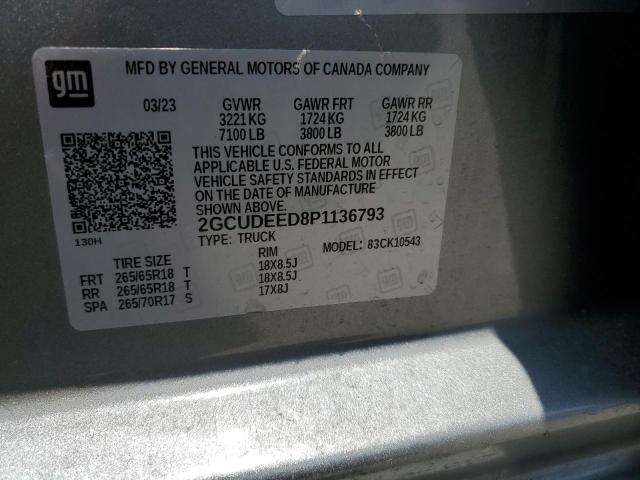 gm
MFD BY GENERAL MOTORS OF CANADA COMPANY
03/23 GVWR GAWR FRT GAWR RR
3221 KG 1724 KG 1724 KG
7100 LB 3800 LB 3800 LB
THIS VEHICLE CONFORMS TO ALL
APPLICABLE U.S. FEDERAL MOTOR
VEHICLE SAFETY STANDARDS IN EFFECT
ON THE DATE OF MANUFACTURE
SHOWN ABOVE.
2GCUDEED8P1136793
130H
TYPE: TRUCK MODEL: 83CK10543
TIRE SIZE RIM
FRT 265/65R18 T 18X8.5J
RR 265/65R18 T 18X8.5J
SPA 265/70R17 S 17X8J